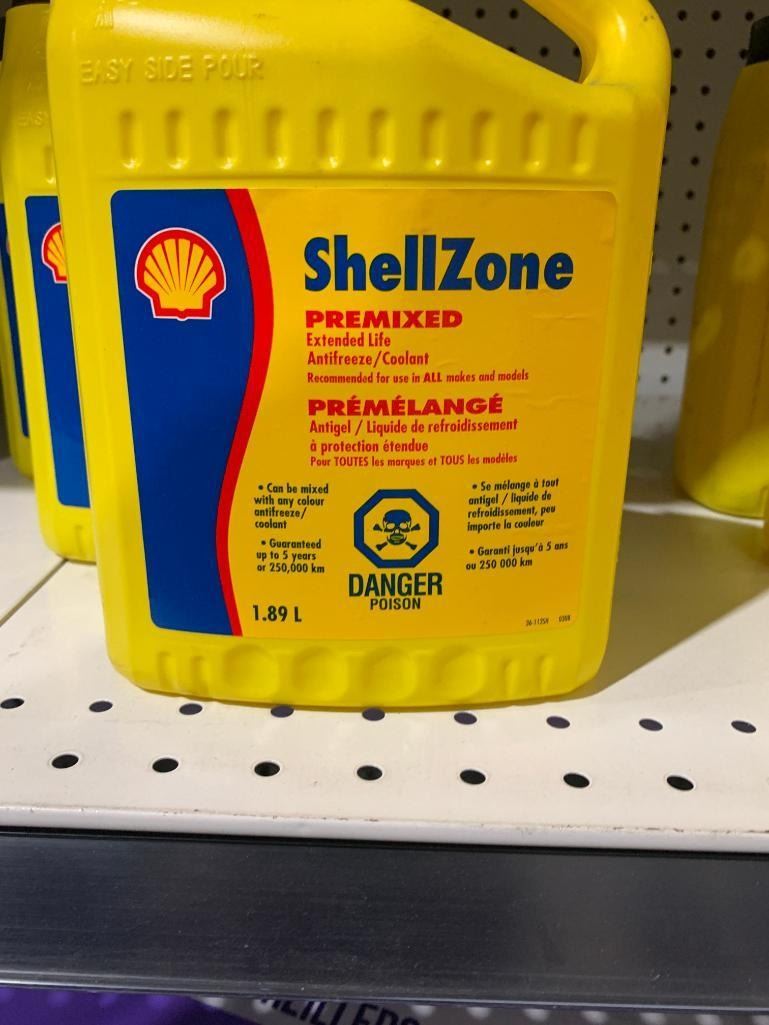 EASY SIDE POUR
ShellZone
PREMIXED
Extended Life
Antifreeze/Coolant
Recommended for use in ALL makes and models
PRÉMÉLANGÉ
Antigel / Liquide de refroidissement
à protection étendue
Pour TOUTES les marques et TOUS les modèles
• Can be mixed
with any colour
antifreeze/
coolant
• Guaranteed
up to 5 years
or 250,000 km
• Se mélange à tout
antigel / liquide de
refroidissement, peu
importe la couleur
• Garanti jusqu'à 5 ans
ou 250 000 km
DANGER
POISON
1.89 L